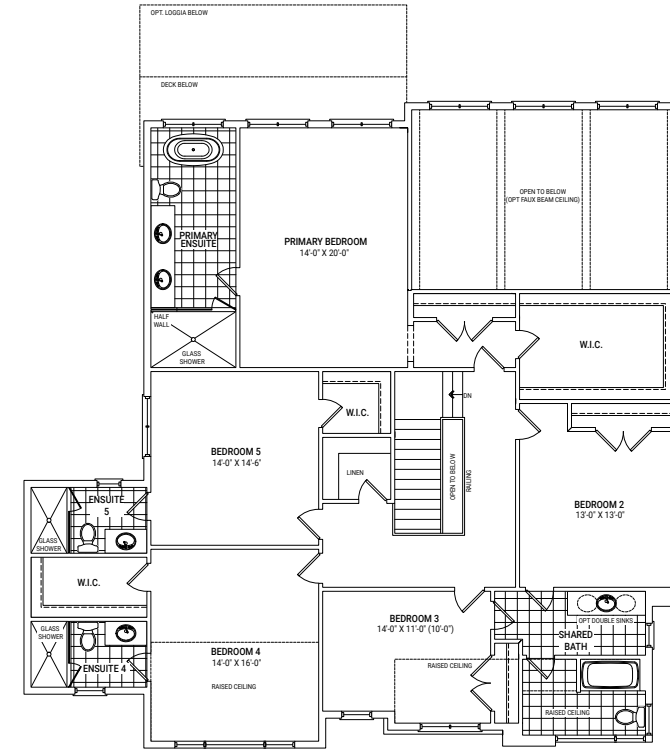 OPT. LOGGIA BELOW
DECK BELOW
OPEN TO BELOW
(OPT FAUX BEAM CEILING)
PRIMARY
ENSUITE
PRIMARY BEDROOM
14'-0" X 20'-0"
HALF
WALL
GLASS
SHOWER
W.I.C.
W.I.C.
DN
BEDROOM 5
14'-0" X 14'-6"
LINEN
OPEN TO BELOW
RAILING
ENSUITE
5
BEDROOM 2
13'-0" X 13'-0"
GLASS
SHOWER
W.I.C.
BEDROOM 3
14'-0" X 11'-0" (10'-0")
OPT DOUBLE SINKS
GLASS
SHOWER
SHARED
BATH
BEDROOM 4
14'-0" X 16'-0"
ENSUITE 4
RAISED CEILING
RAISED CEILING
RAISED CEILING